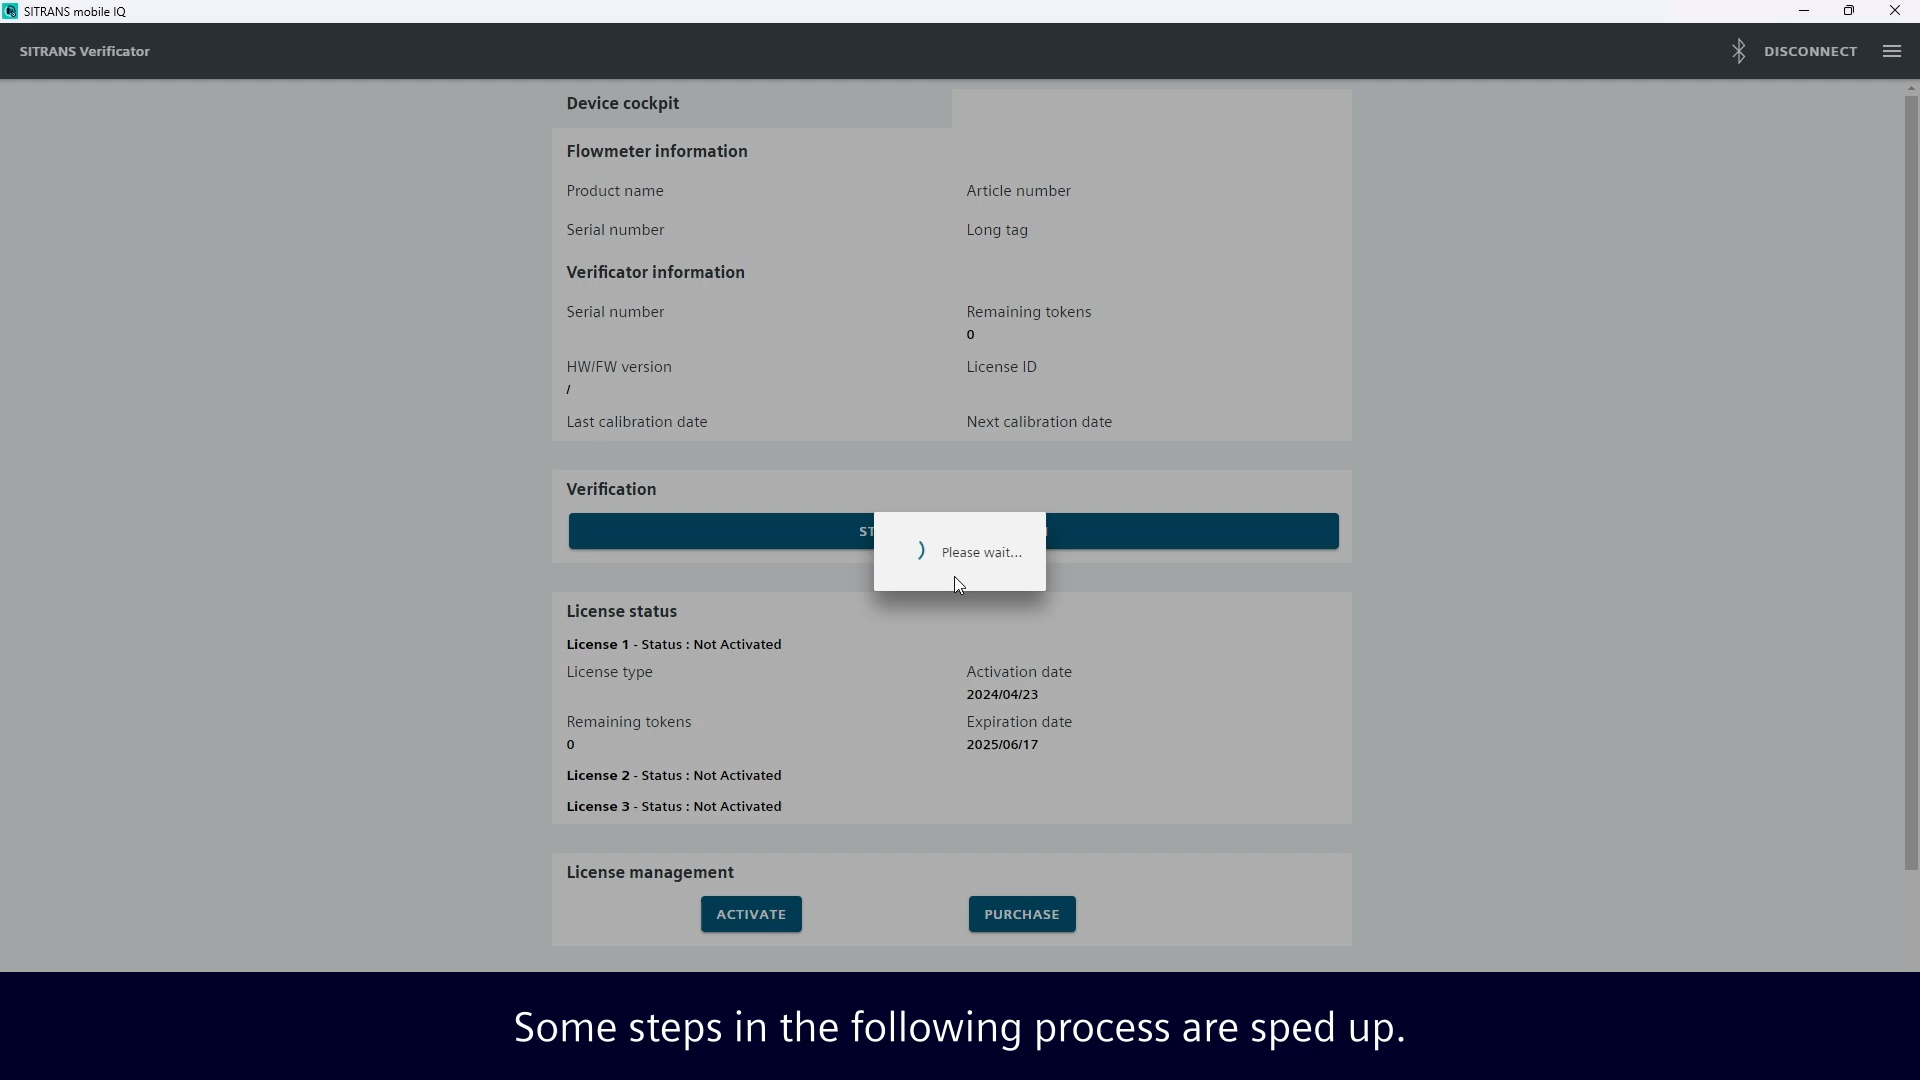 SITRANS mobile IQ
SITRANS Verificator
DISCONNECT
Device cockpit
Flowmeter information
Product name
Article number
Serial number
Long tag
Verificator information
Serial number
Remaining tokens
0
HW/FW version
License ID
/
Last calibration date
Next calibration date
Verification
Please wait...
License status
License 1 - Status : Not Activated
License type
Activation date
2024/04/23
Remaining tokens
Expiration date
0
2025/06/17
License 2 - Status : Not Activated
License 3 - Status : Not Activated
License management
ACTIVATE
PURCHASE
Some steps in the following process are sped up.